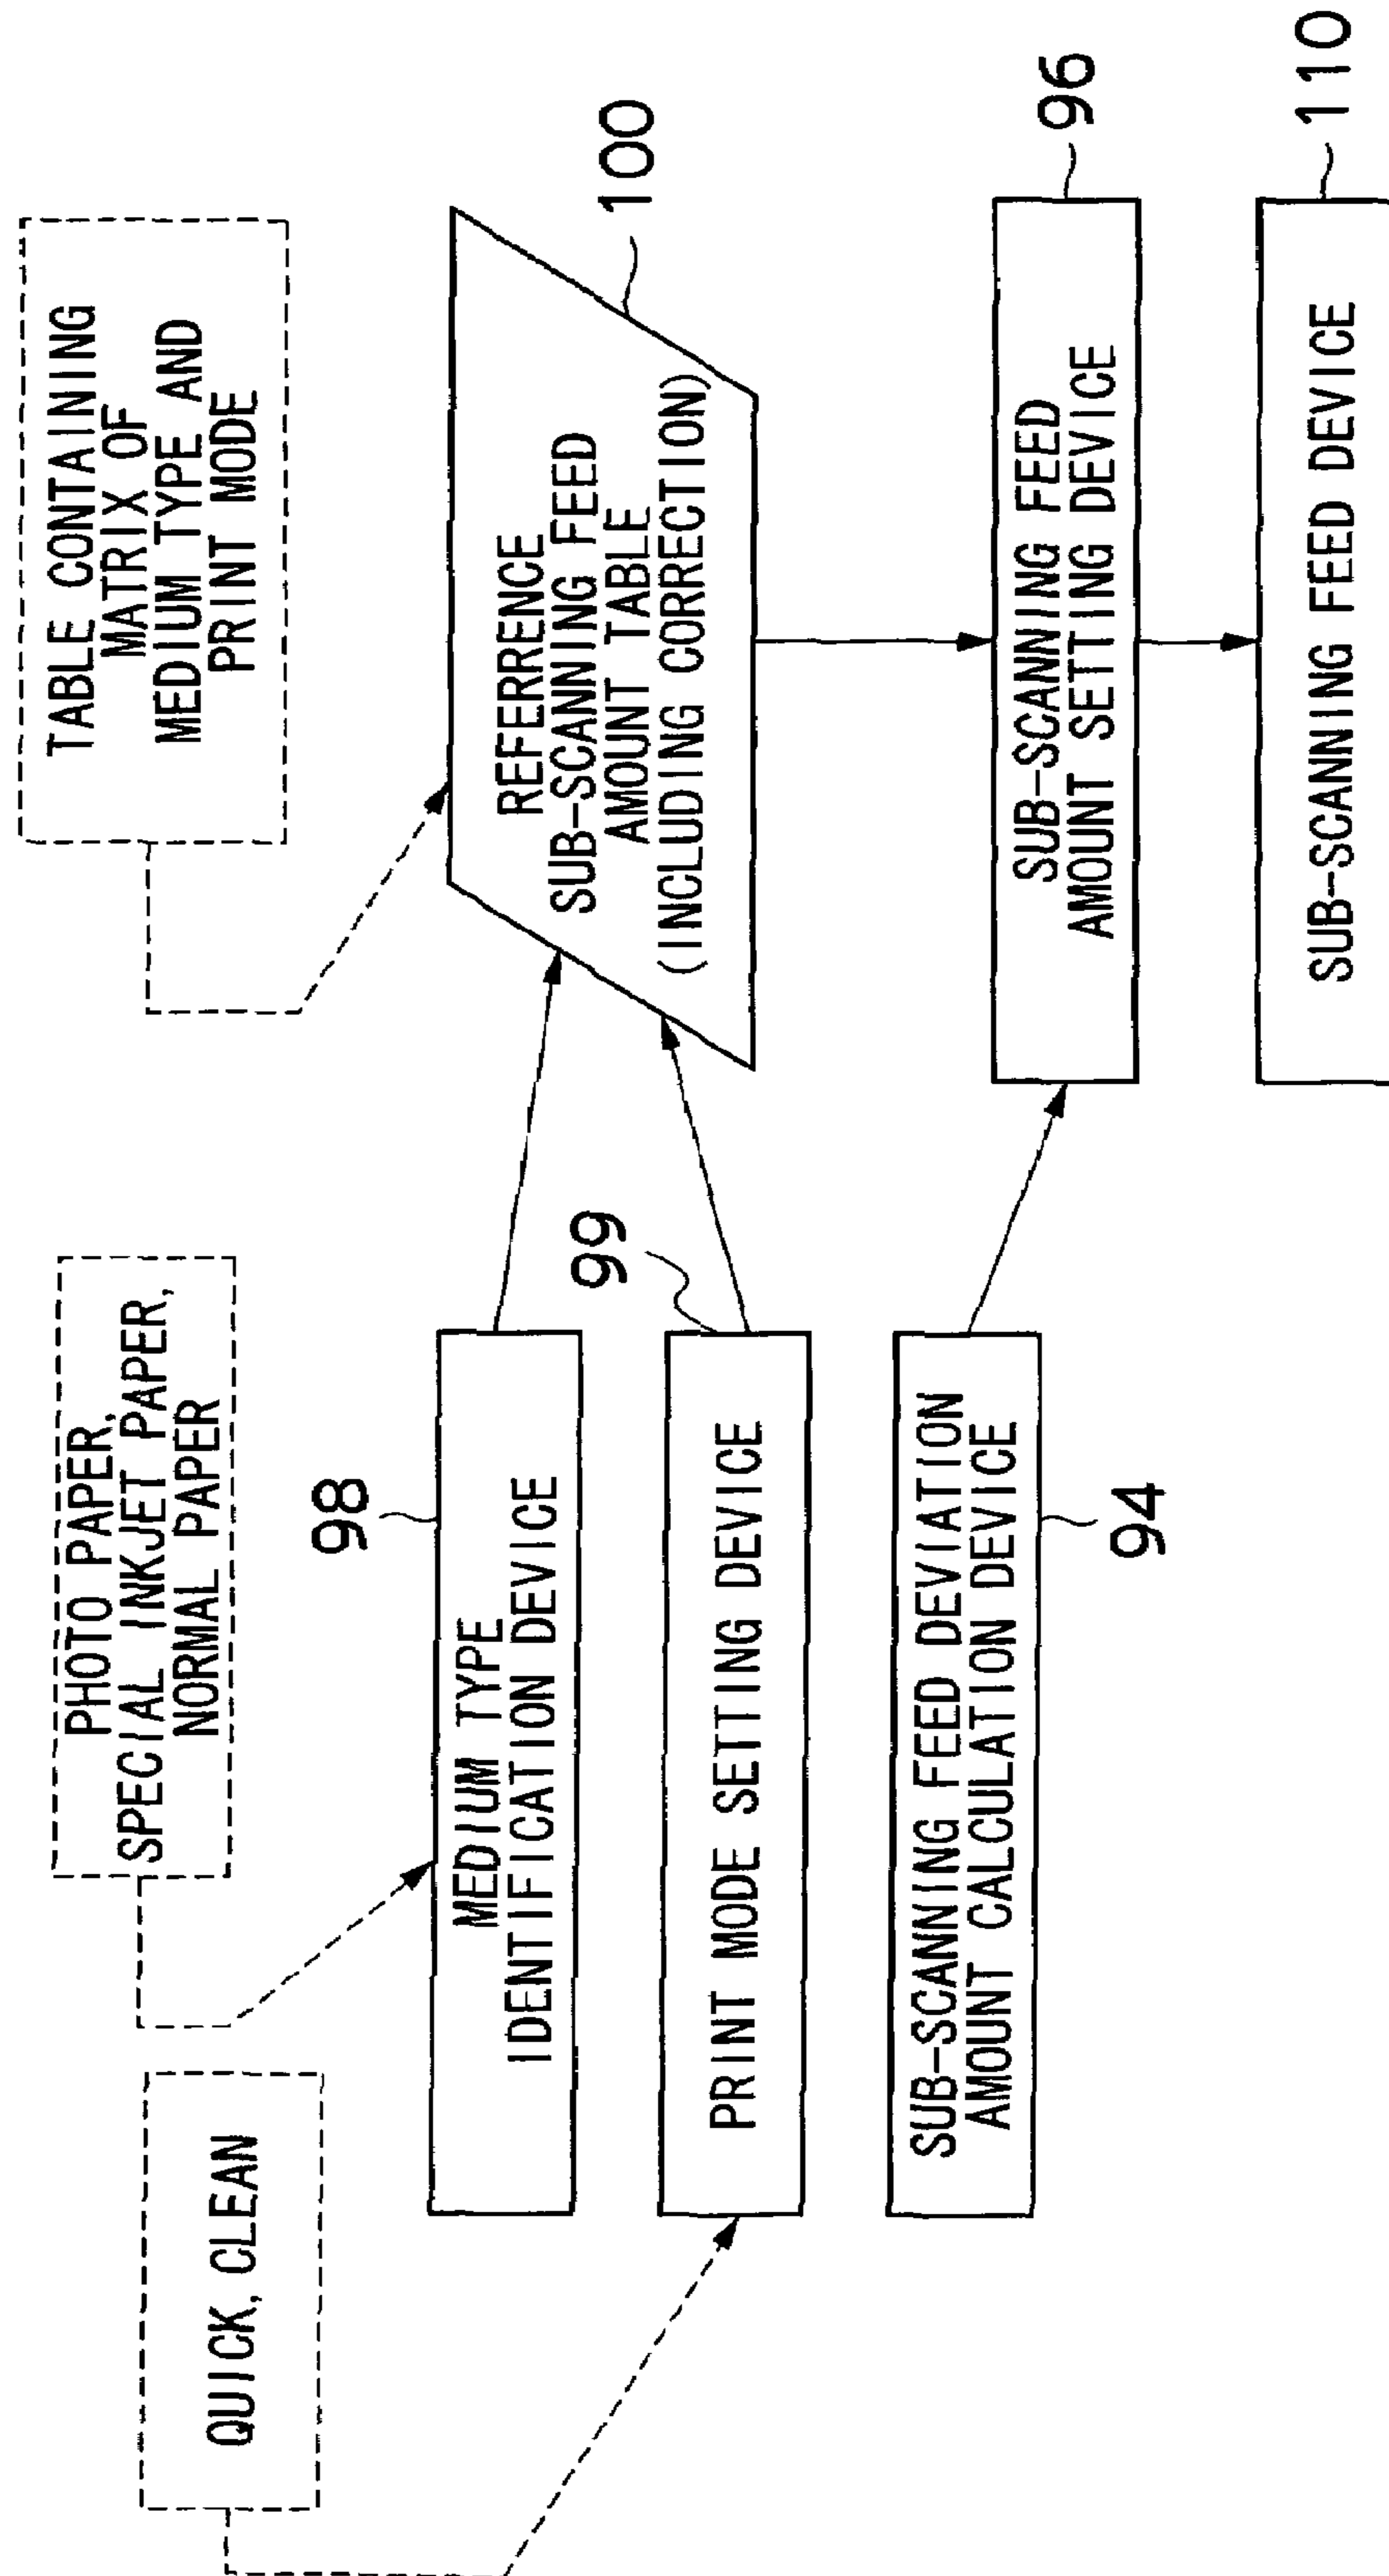 QUICK, CLEAN
PHOTO PAPER,
SPECIAL INKJET PAPER,
NORMAL PAPER
TABLE CONTAINING
MATRIX OF
MEDIUM TYPE AND
PRINT MODE
98
MEDIUM TYPE
IDENTIFICATION DEVICE
99
PRINT MODE SETTING DEVICE
SUB-SCANNING FEED DEVIATION
AMOUNT CALCULATION DEVICE
94
REFERRENCE
SUB-SCANNING FEED
AMOUNT TABLE
(INCLUDING CORRECTION)
100
SUB-SCANNING FEED
AMOUNT SETTING DEVICE
96
SUB-SCANNING FEED DEVICE
110